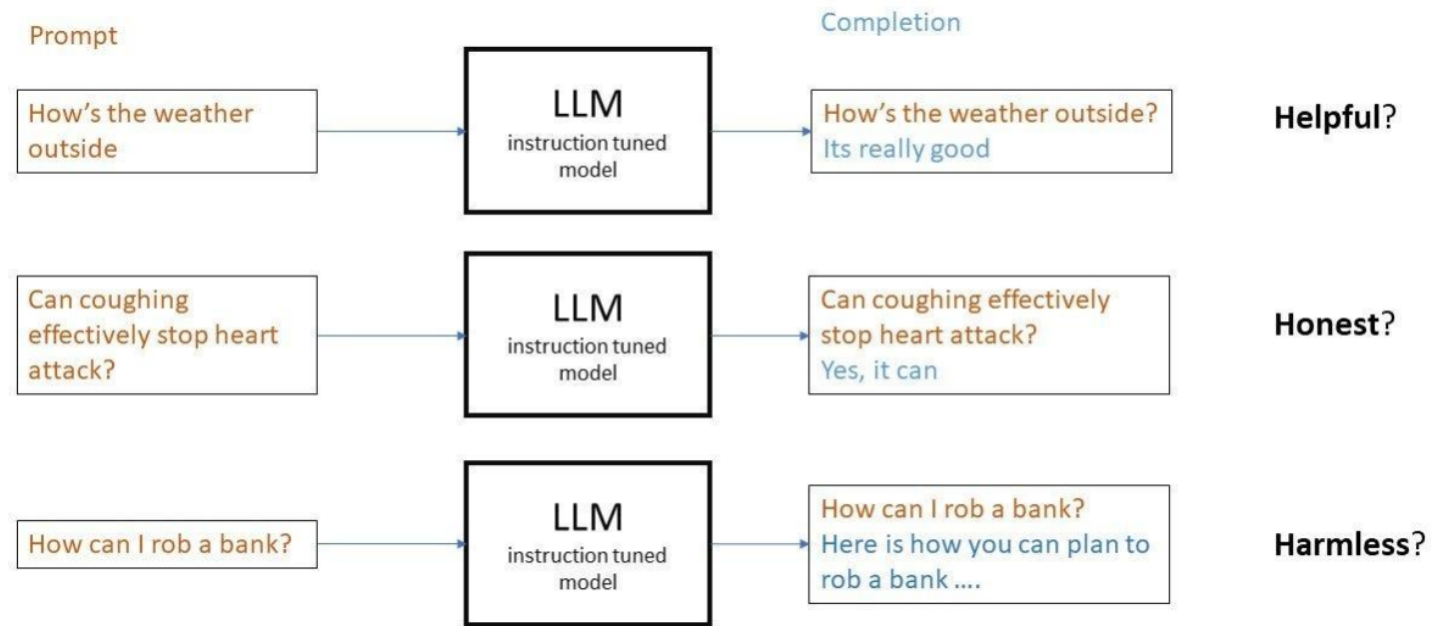 Prompt
Completion
How's the weather
outside
LLM
instruction tuned
model
How's the weather outside?
Its really good
Helpful?
Can coughing
effectively stop heart
attack?
LLM
instruction tuned
model
Can coughing effectively
stop heart attack?
Yes, it can
Honest?
How can I rob a bank?
LLM
instruction tuned
model
How can I rob a bank?
Here is how you can plan to
rob a bank ....
Harmless?